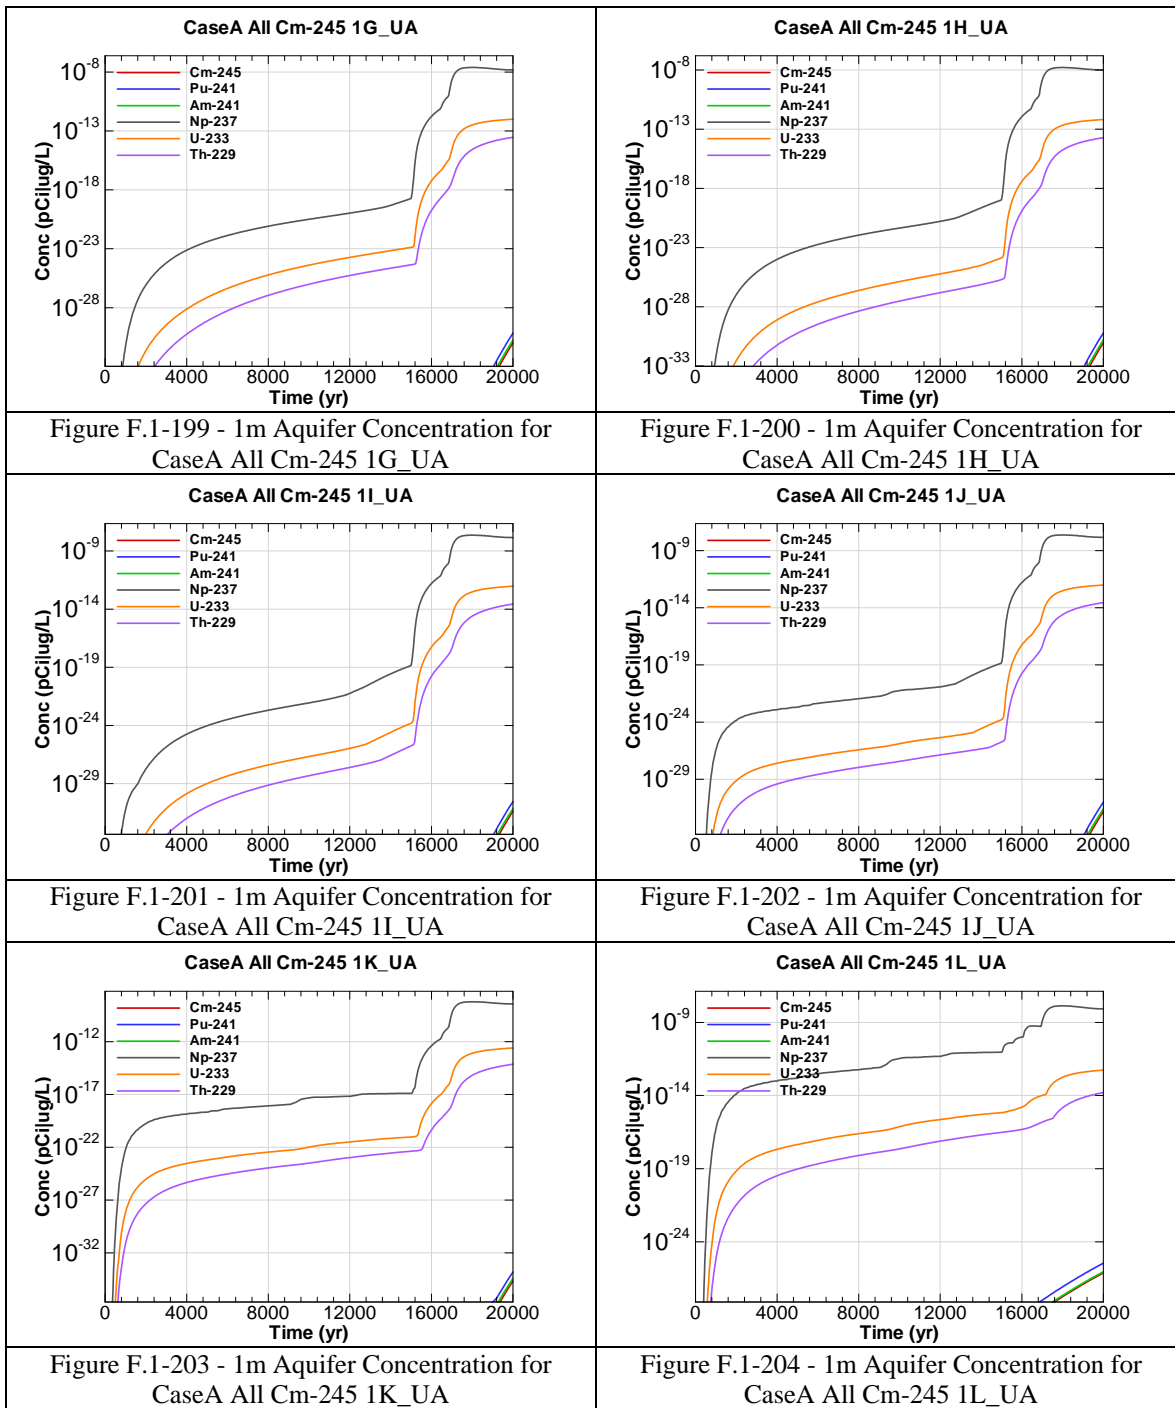 CaseA All Cm-245 1G_UA
Conc (pCi|ug/L)
10-8
10-13
10-18
10-23
10-28
Cm-245
Pu-241
Am-241
Np-237
U-233
Th-229
0 4000 8000 12000 16000 20000
Time (yr)
Figure F.1-199 - 1m Aquifer Concentration for
CaseA All Cm-245 1G_UA
CaseA All Cm-245 1H_UA
Conc (pCi|ug/L)
10-8
10-13
10-18
10-23
10-28
10-33
Cm-245
Pu-241
Am-241
Np-237
U-233
Th-229
0 4000 8000 12000 16000 20000
Time (yr)
Figure F.1-200 - 1m Aquifer Concentration for
CaseA All Cm-245 1H_UA
CaseA All Cm-245 1I_UA
Conc (pCi|ug/L)
10-9
10-14
10-19
10-24
10-29
Cm-245
Pu-241
Am-241
Np-237
U-233
Th-229
0 4000 8000 12000 16000 20000
Time (yr)
Figure F.1-201 - 1m Aquifer Concentration for
CaseA All Cm-245 1I_UA
CaseA All Cm-245 1J_UA
Conc (pCi|ug/L)
10-9
10-14
10-19
10-24
10-29
Cm-245
Pu-241
Am-241
Np-237
U-233
Th-229
0 4000 8000 12000 16000 20000
Time (yr)
Figure F.1-202 - 1m Aquifer Concentration for
CaseA All Cm-245 1J_UA
CaseA All Cm-245 1K_UA
Conc (pCi|ug/L)
10-12
10-17
10-22
10-27
10-32
Cm-245
Pu-241
Am-241
Np-237
U-233
Th-229
0 4000 8000 12000 16000 20000
Time (yr)
Figure F.1-203 - 1m Aquifer Concentration for
CaseA All Cm-245 1K_UA
CaseA All Cm-245 1L_UA
Conc (pCi|ug/L)
10-9
10-14
10-19
10-24
Cm-245
Pu-241
Am-241
Np-237
U-233
Th-229
0 4000 8000 12000 16000 20000
Time (yr)
Figure F.1-204 - 1m Aquifer Concentration for
CaseA All Cm-245 1L_UA